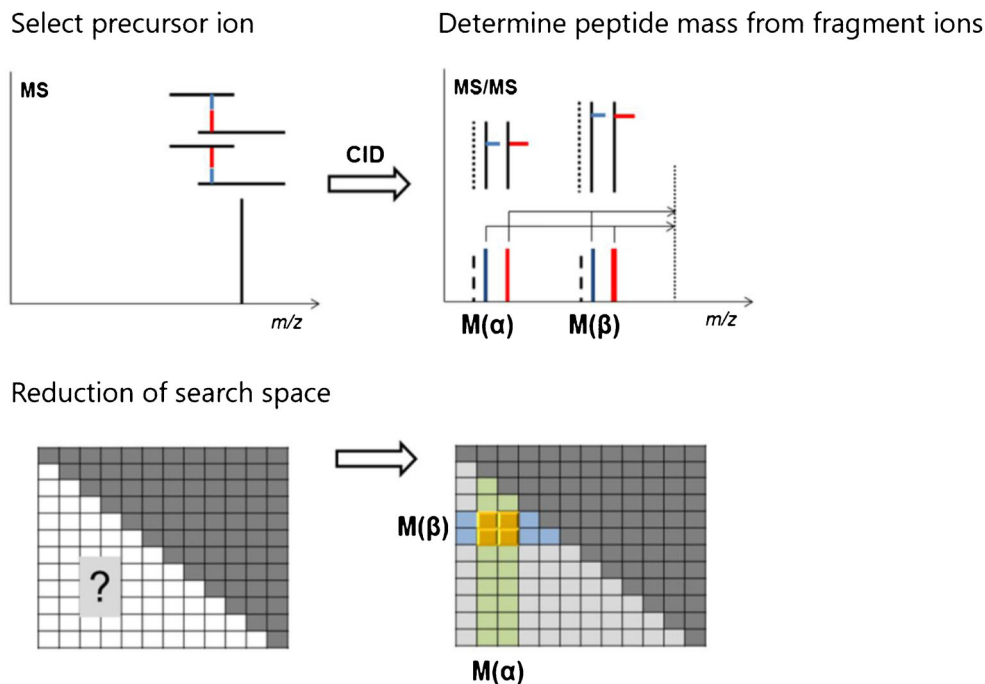 Select precursor ion
Determine peptide mass from fragment ions
MS
m/z
CID
MS/MS
M(α)
M(β)
m/z
Reduction of search space
?
M(β)
M(α)